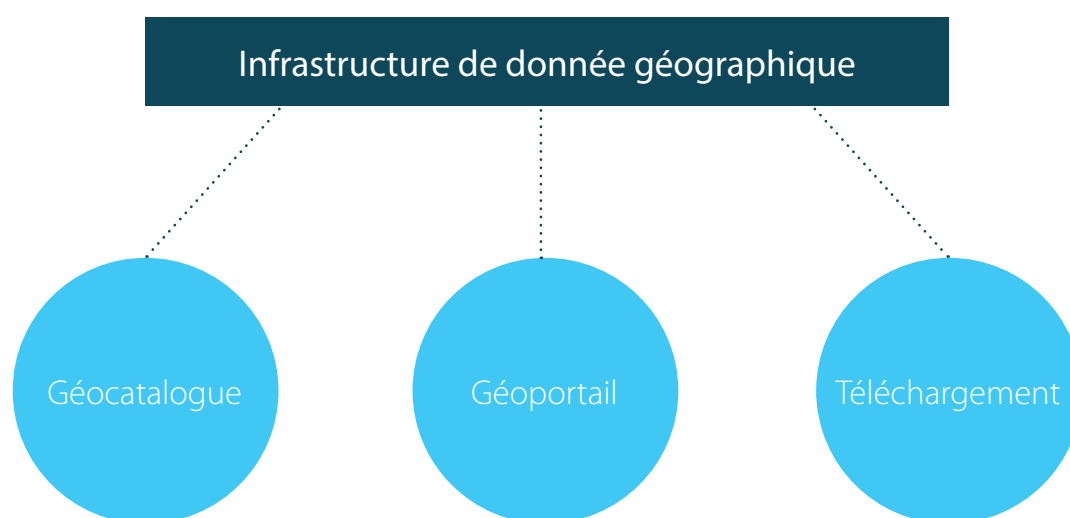 Infrastructure de donnée géographique
Géocatalogue
Géoportail
Téléchargement